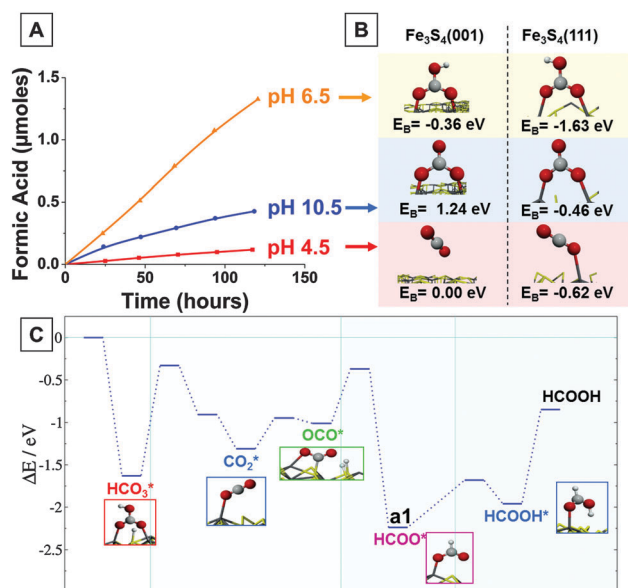 A
Formic Acid (μmoles)
1.5
1.0
0.5
0.0
0
50
100
150
Time (hours)
pH 6.5
pH 10.5
pH 4.5
B
Fe3S4(001)
Fe3S4(111)
EB= -0.36 eV
EB= -1.63 eV
EB= 1.24 eV
EB= -0.46 eV
EB= 0.00 eV
EB= -0.62 eV
C
ΔE / eV
0
-0.5
-1
-1.5
-2
-2.5
HCO3*
CO2*
OCO*
a1
HCOO*
HCOOH*
HCOOH